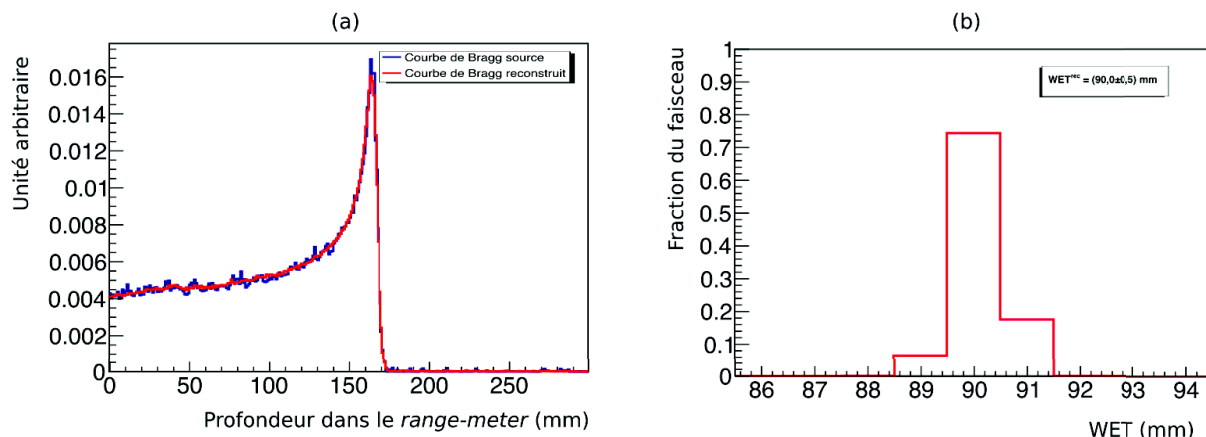 (a)
Courbe de Bragg source
Courbe de Bragg reconstruit
Unité arbitraire
0.016
0.014
0.012
0.01
0.008
0.006
0.004
0.002
0
0 50 100 150 200 250
Profondeur dans le range-meter (mm)
(b)
WETrec = (90,0±0,5) mm
Fraction du faisceau
1
0.9
0.8
0.7
0.6
0.5
0.4
0.3
0.2
0.1
0
86 87 88 89 90 91 92 93 94
WET (mm)